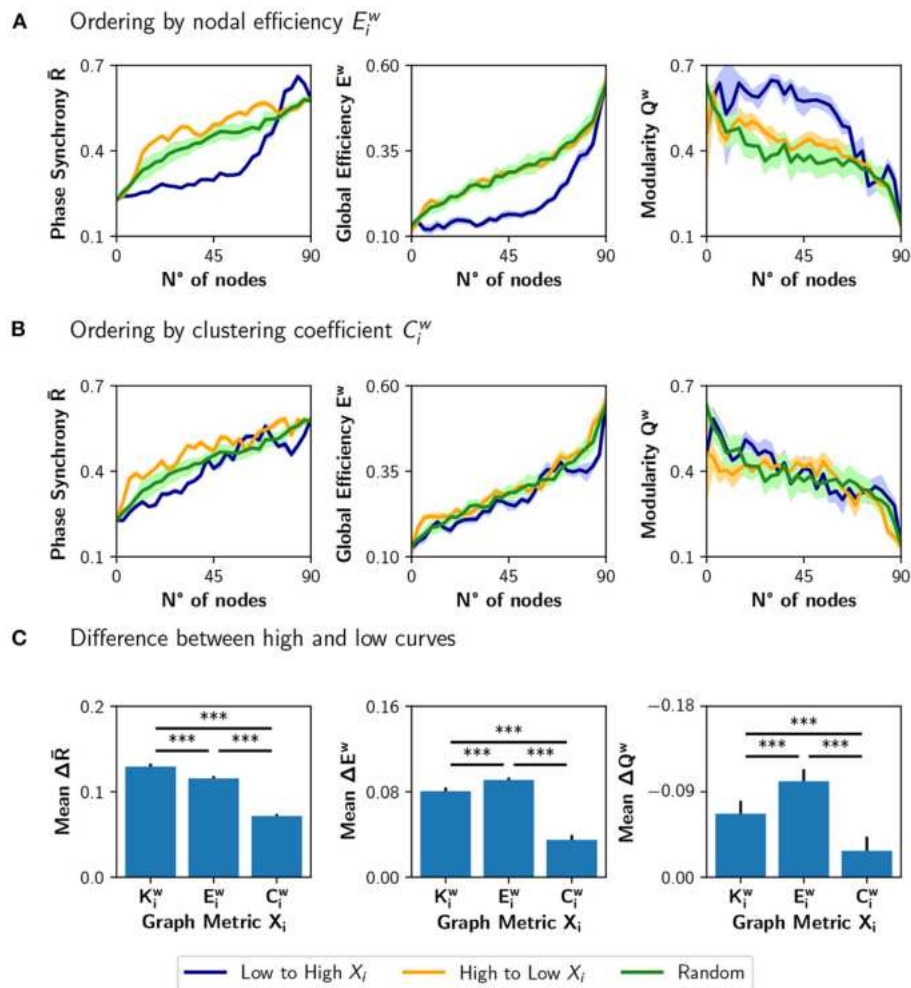 A Ordering by nodal efficiency E_i^w
Phase Synchrony R̄
0.7
0.4
0.1
0 45 90
N° of nodes
Global Efficiency E^w
0.60
0.35
0.10
0 45 90
N° of nodes
Modularity Q^w
0.7
0.4
0.1
0 45 90
N° of nodes
B Ordering by clustering coefficient C_i^w
Phase Synchrony R̄
0.7
0.4
0.1
0 45 90
N° of nodes
Global Efficiency E^w
0.60
0.35
0.10
0 45 90
N° of nodes
Modularity Q^w
0.7
0.4
0.1
0 45 90
N° of nodes
C Difference between high and low curves
Mean ΔR̄
0.2
0.1
0.0
***
*** ***
K_i^w E_i^w C_i^w
Graph Metric X_i
Mean ΔE^w
0.16
0.08
0.00
***
*** ***
K_i^w E_i^w C_i^w
Graph Metric X_i
Mean ΔQ^w
−0.18
−0.09
0.00
***
*** ***
K_i^w E_i^w C_i^w
Graph Metric X_i
Low to High X_i High to Low X_i Random